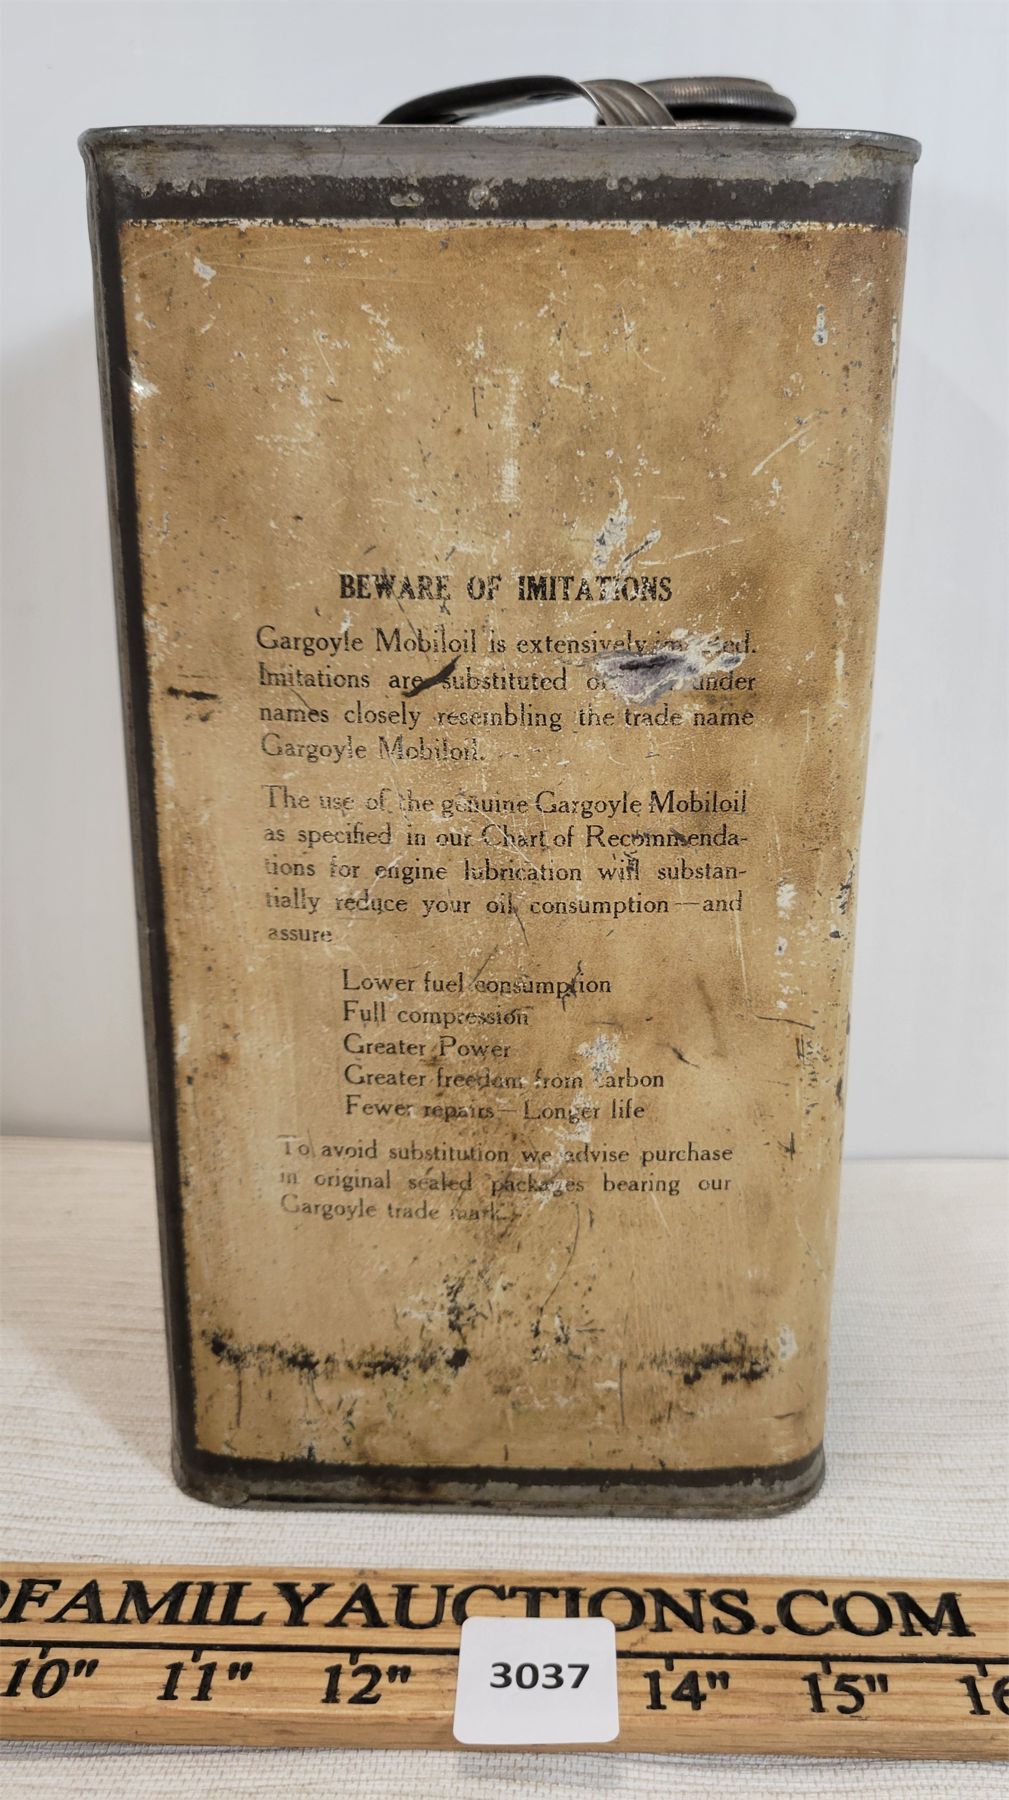 BEWARE OF IMITATIONS
Gargoyle Mobiloil is extensively
Imitations are substituted under
names closely resembling the trade name
Gargoyle Mobiloil.
The use of the genuine Gargoyle Mobiloil
as specified in our Chart of Recommenda-
tions for engine lubrication will substan-
tially reduce your oil consumption—and
assure
Lower fuel consumption
Full compression
Greater Power
Greater freedom from carbon
Fewer repairs—Longer life
To avoid substitution we advise purchase
in original sealed packages bearing our
Gargoyle trade mark.
FAMILYAUCTIONS.COM
10" 11" 12" 14" 15" 16
3037